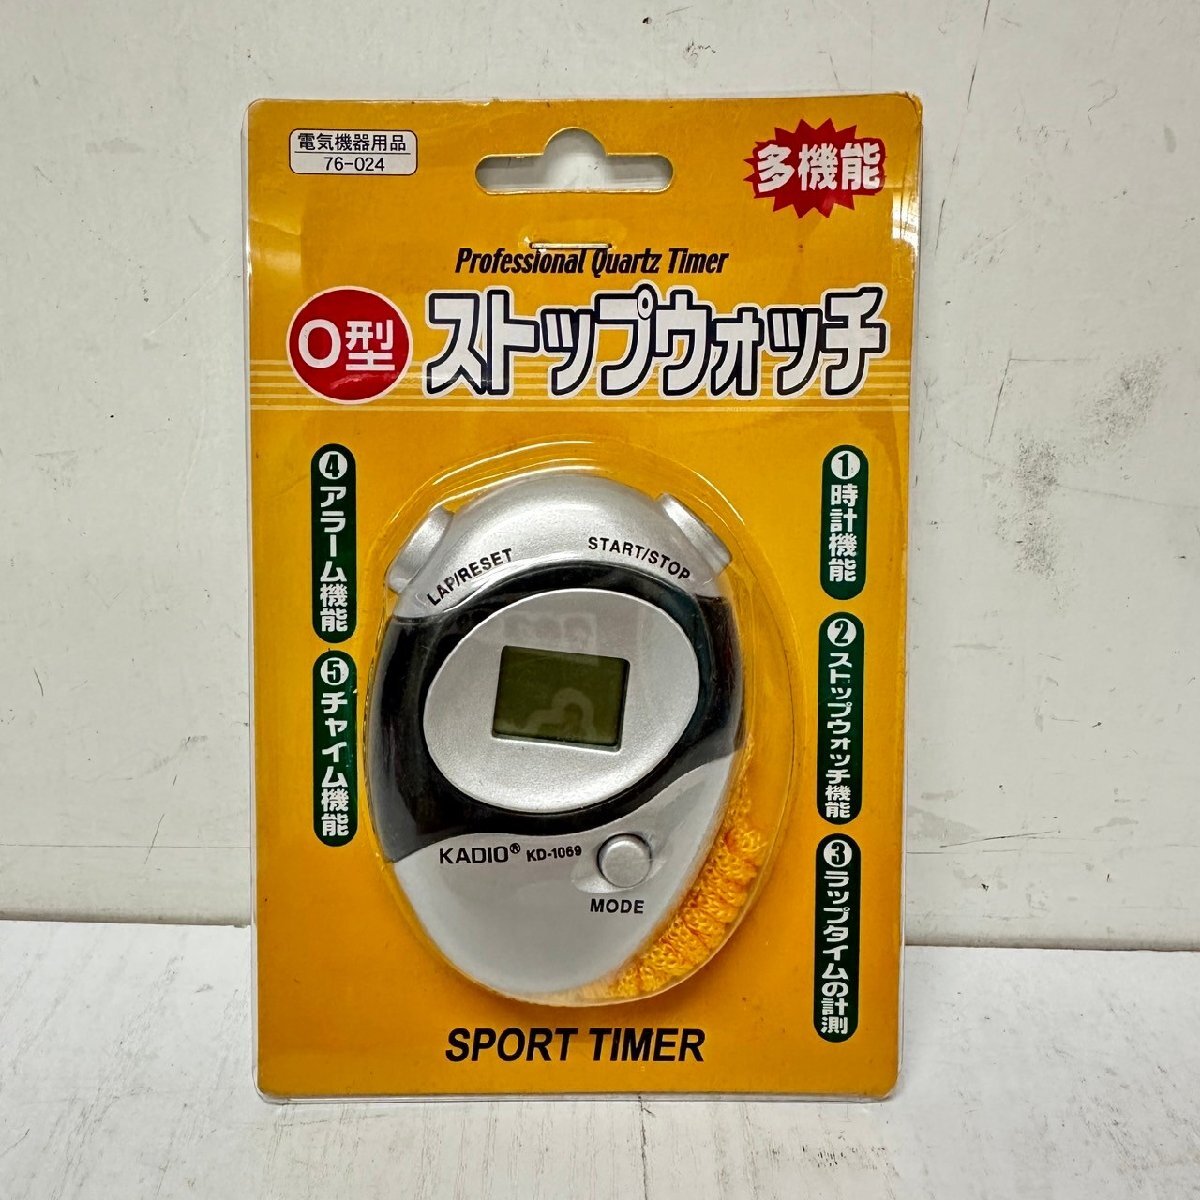 電気機器用品
76-024
多機能
Professional Quartz Timer
O型
ストップウォッチ
①時計機能
②ストップウォッチ機能
③ラップタイムの計測
④アラーム機能
⑤チャイム機能
LAP/RESET
START/STOP
KADIO® KD-1069
MODE
SPORT TIMER